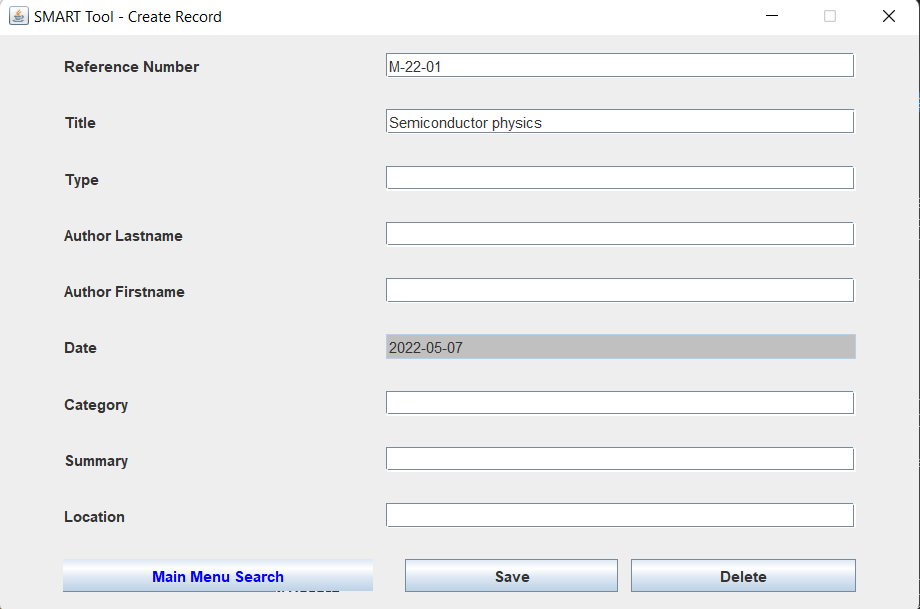 SMART Tool - Create Record
Reference Number M-22-01
Title Semiconductor physics
Type
Author Lastname
Author Firstname
Date 2022-05-07
Category
Summary
Location
Main Menu Search Save Delete